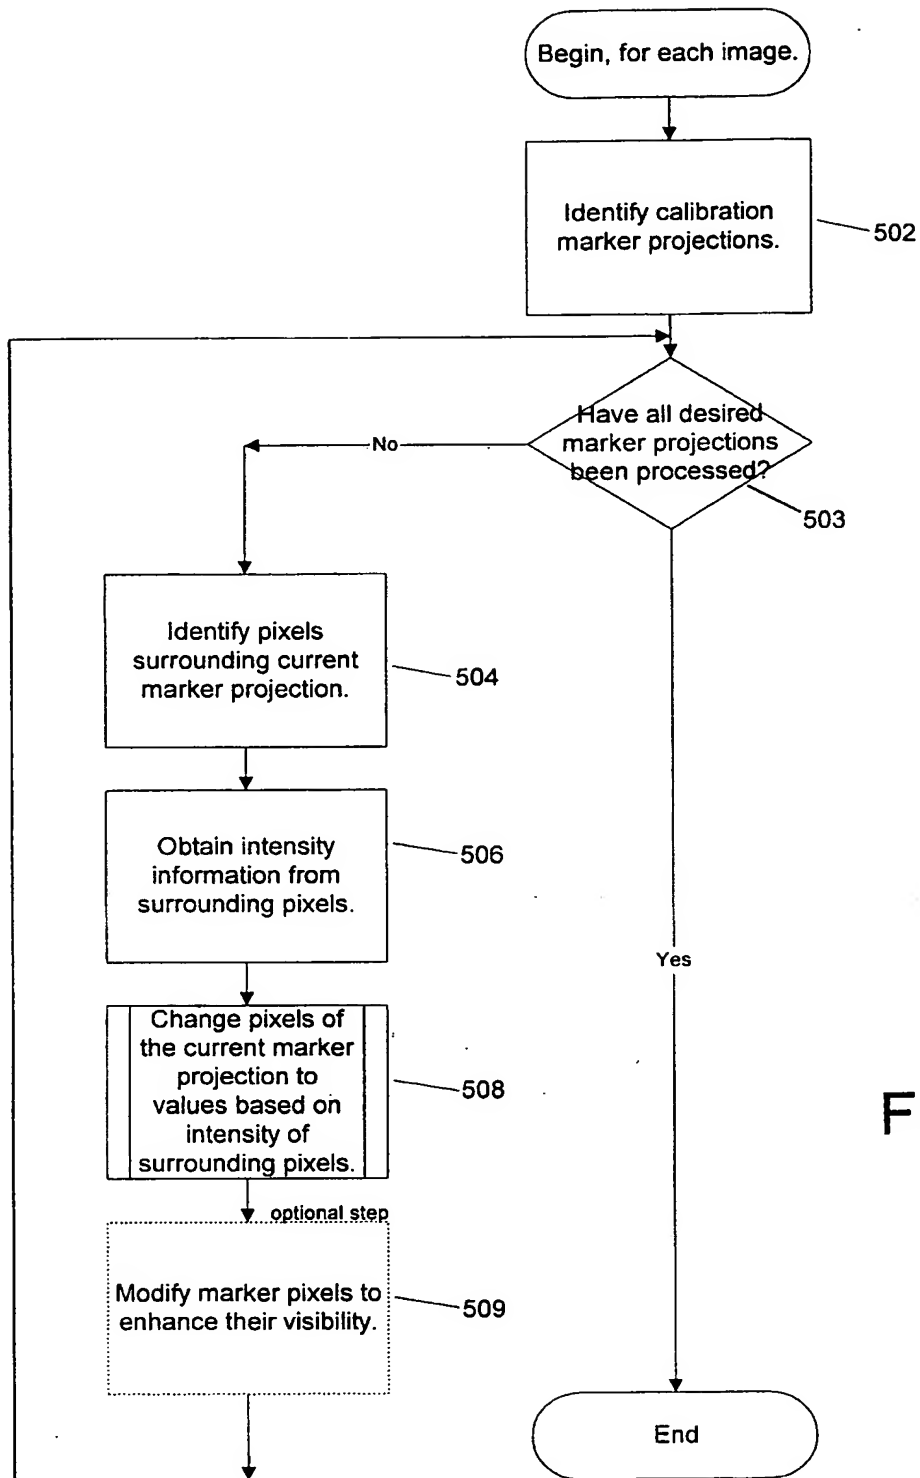 Begin, for each image.
Identify calibration
marker projections.
502
Have all desired
marker projections
been processed?
No
503
Identify pixels
surrounding current
marker projection.
504
Obtain intensity
information from
surrounding pixels.
506
Yes
Change pixels of
the current marker
projection to
values based on
intensity of
surrounding pixels.
508
F
optional step
Modify marker pixels to
enhance their visibility.
509
End